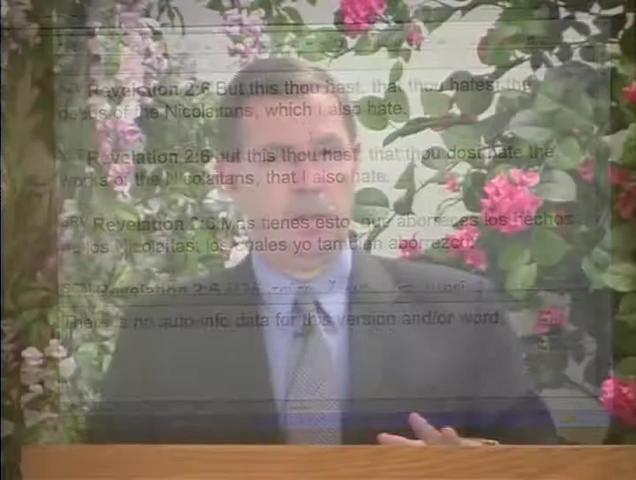 Revelation 2:6 But this thou hast, that thou hatest the
deeds of the Nicolaitans, which I also hate.
Revelation 2:6 but this thou hast, that thou dost hate the
works of the Nicolaitans, that I also hate.
SRV Revelation 2:6 Mas tienes esto, que aborreces los hechos
de los Nicolaitas; los cuales yo también aborrezco.
Revelation 2:6
There is no auto-info data for this version and/or word.